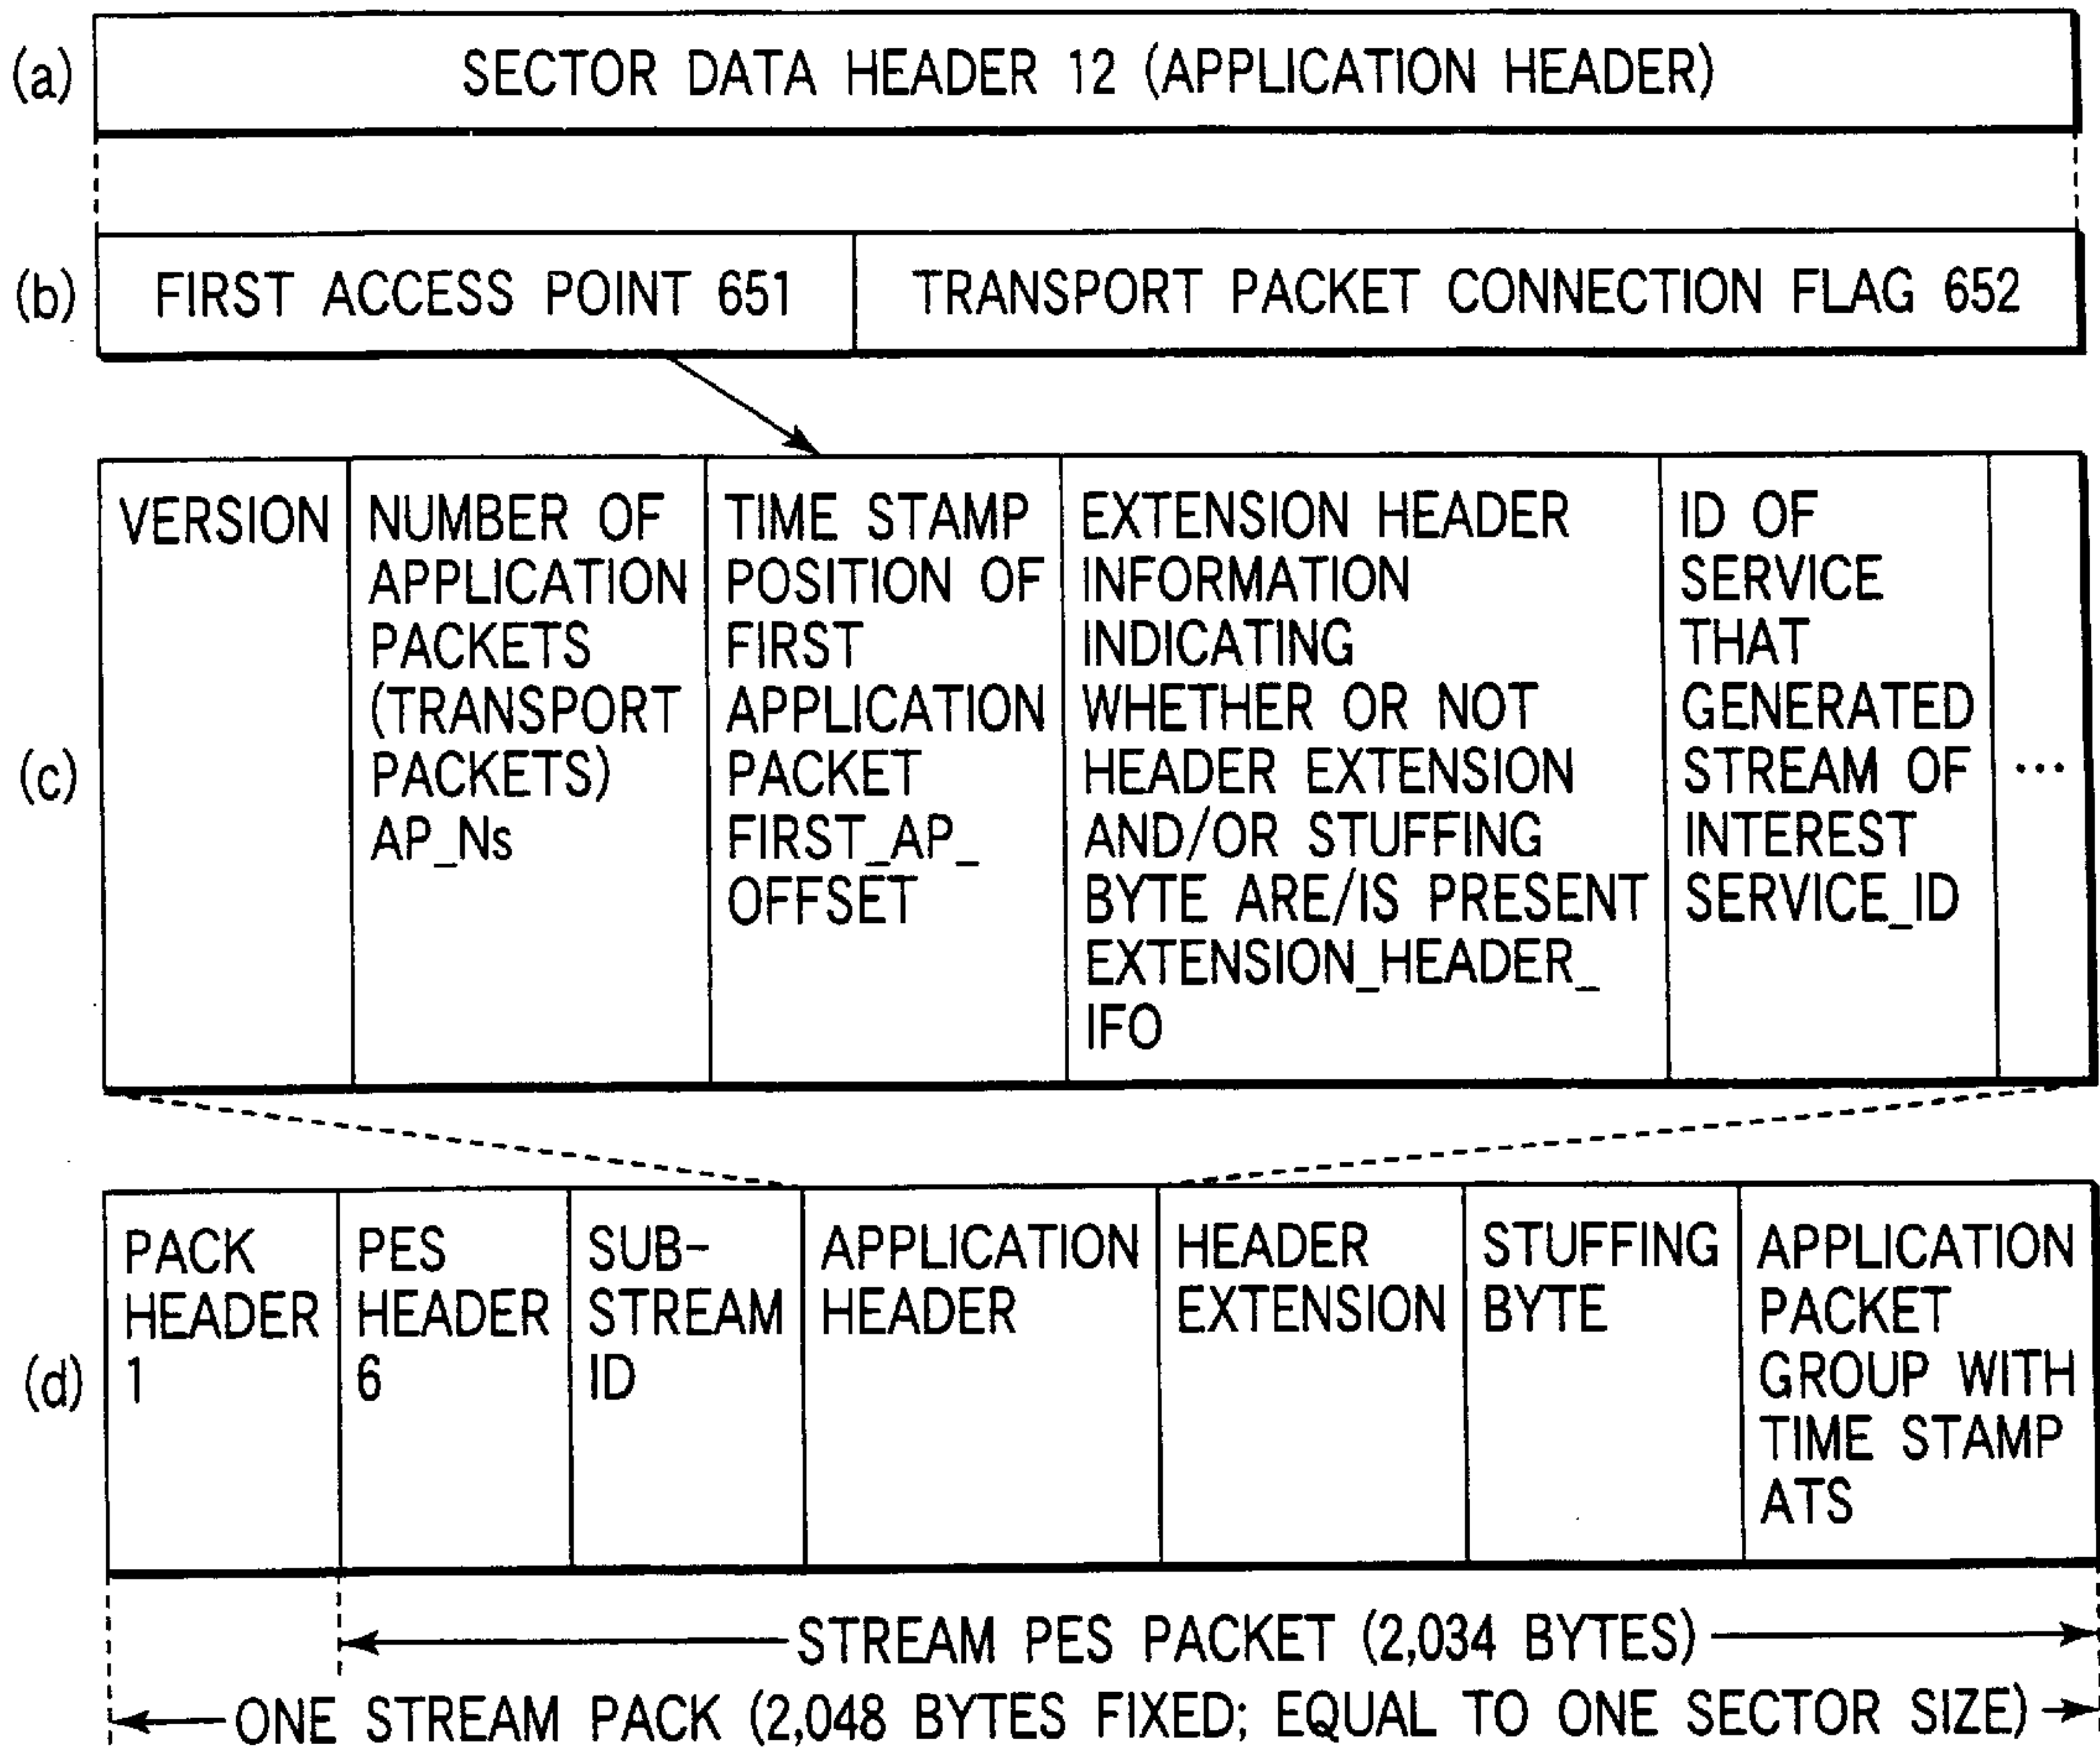 (a)
SECTOR DATA HEADER 12 (APPLICATION HEADER)
(b)
FIRST ACCESS POINT 651
TRANSPORT PACKET CONNECTION FLAG 652
(c)
VERSION
NUMBER OF
APPLICATION
PACKETS
(TRANSPORT
PACKETS)
AP_Ns
TIME STAMP
POSITION OF
FIRST
APPLICATION
PACKET
FIRST_AP_
OFFSET
EXTENSION HEADER
INFORMATION
INDICATING
WHETHER OR NOT
HEADER EXTENSION
AND/OR STUFFING
BYTE ARE/IS PRESENT
EXTENSION_HEADER_
IFO
ID OF
SERVICE
THAT
GENERATED
STREAM OF
INTEREST
SERVICE_ID
...
(d)
PACK
HEADER
1
PES
HEADER
6
SUB-
STREAM
ID
APPLICATION
HEADER
HEADER
EXTENSION
STUFFING
BYTE
APPLICATION
PACKET
GROUP WITH
TIME STAMP
ATS
STREAM PES PACKET (2,034 BYTES)
ONE STREAM PACK (2,048 BYTES FIXED; EQUAL TO ONE SECTOR SIZE)